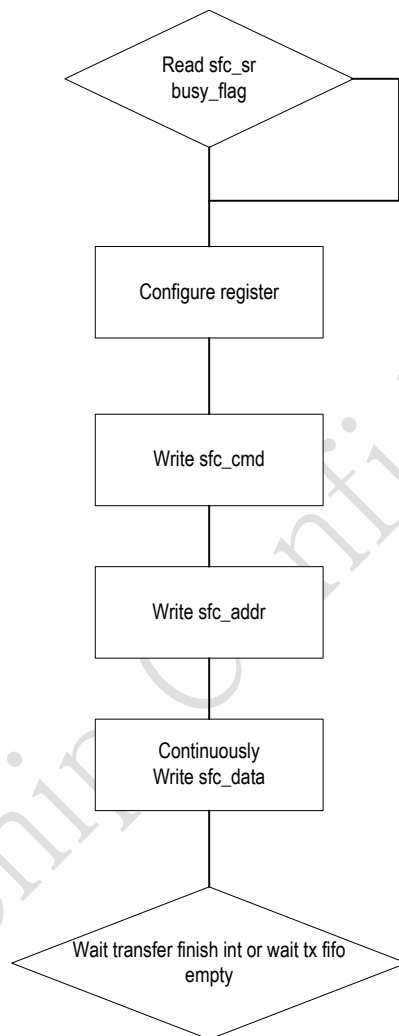 Read sfc_sr
busy_flag
Configure register
Write sfc_cmd
Write sfc_addr
Continuously
Write sfc_data
Wait transfer finish int or wait tx fifo
empty